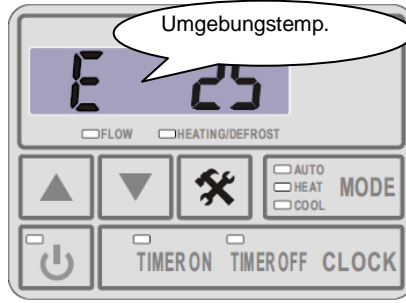 Umgebungstemp.
E 25
FLOW HEATING/DEFROST
AUTO
HEAT
COOL
MODE
TIMER ON TIMER OFF CLOCK